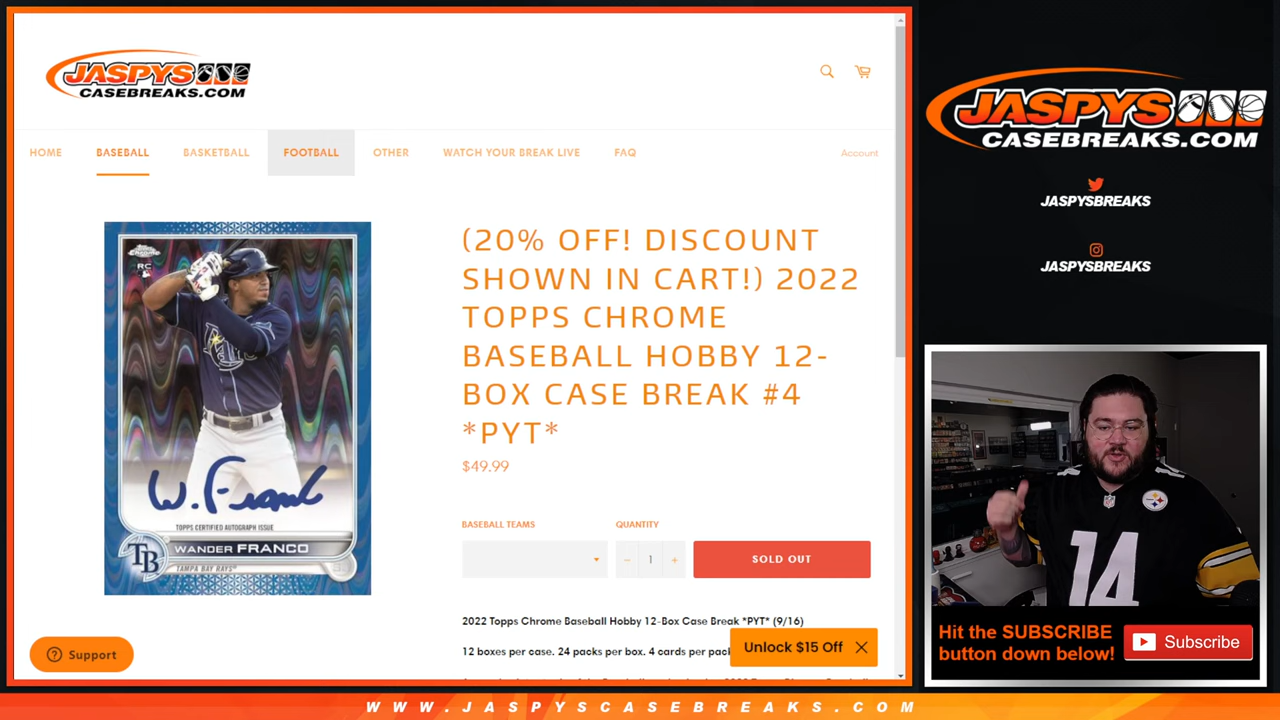 JASPYS
CASEBREAKS.COM
HOME
BASEBALL
BASKETBALL
FOOTBALL
OTHER
WATCH YOUR BREAK LIVE
FAQ
Account
Topps Chrome
RC
W. Franco
TOPPS CERTIFIED AUTOGRAPH ISSUE
TB
WANDER FRANCO
TAMPA BAY RAYS™
(20% OFF! DISCOUNT
SHOWN IN CART!) 2022
TOPPS CHROME
BASEBALL HOBBY 12-
BOX CASE BREAK #4
*PYT*
$49.99
BASEBALL TEAMS
QUANTITY
− 1 +
SOLD OUT
2022 Topps Chrome Baseball Hobby 12-Box Case Break *PYT* (9/16)
12 boxes per case. 24 packs per box. 4 cards per pack
Unlock $15 Off
Support
JASPYS
CASEBREAKS.COM
JASPYSBREAKS
JASPYSBREAKS
14
Hit the SUBSCRIBE
button down below!
Subscribe
WWW.JASPYSCASEBREAKS.COM